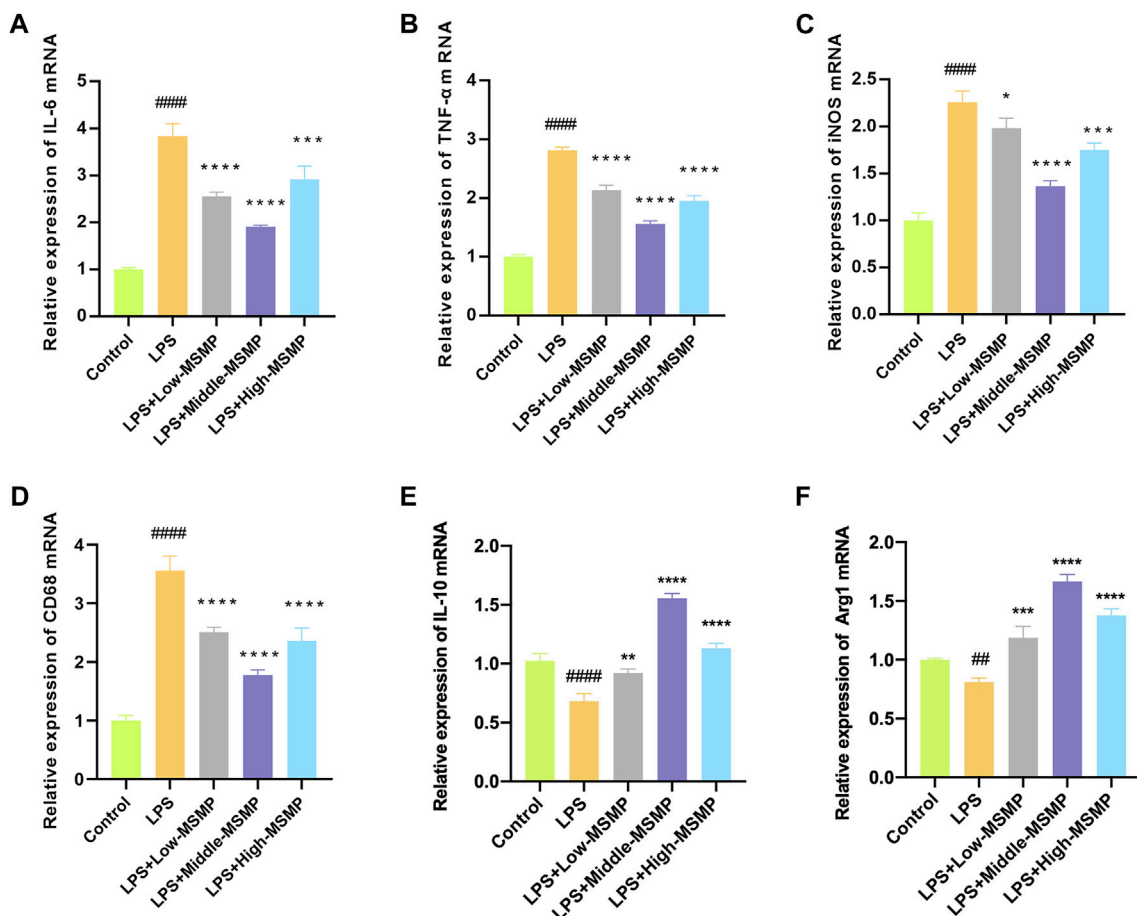 A
Relative expression of IL-6 mRNA
5
4
3
2
1
0
####
****
****
***
Control
LPS
LPS+Low-MSMP
LPS+Middle-MSMP
LPS+High-MSMP
B
Relative expression of TNF-αm RNA
4
3
2
1
0
####
****
****
****
Control
LPS
LPS+Low-MSMP
LPS+Middle-MSMP
LPS+High-MSMP
C
Relative expression of iNOS mRNA
2.5
2.0
1.5
1.0
0.5
0.0
####
*
****
***
Control
LPS
LPS+Low-MSMP
LPS+Middle-MSMP
LPS+High-MSMP
D
Relative expression of CD68 mRNA
4
3
2
1
0
####
****
****
****
Control
LPS
LPS+Low-MSMP
LPS+Middle-MSMP
LPS+High-MSMP
E
Relative expression of IL-10 mRNA
2.0
1.5
1.0
0.5
0.0
####
**
****
****
Control
LPS
LPS+Low-MSMP
LPS+Middle-MSMP
LPS+High-MSMP
F
Relative expression of Arg1 mRNA
2.0
1.5
1.0
0.5
0.0
##
***
****
****
Control
LPS
LPS+Low-MSMP
LPS+Middle-MSMP
LPS+High-MSMP